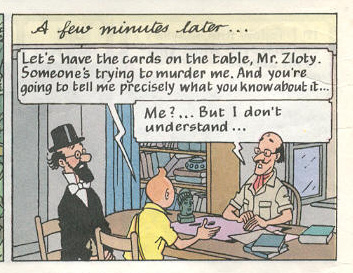 A few minutes later...
Let's have the cards on the table, Mr. Zloty.
Someone's trying to murder me. And you're
going to tell me precisely what you know about it...
Me?... But I don't
understand...